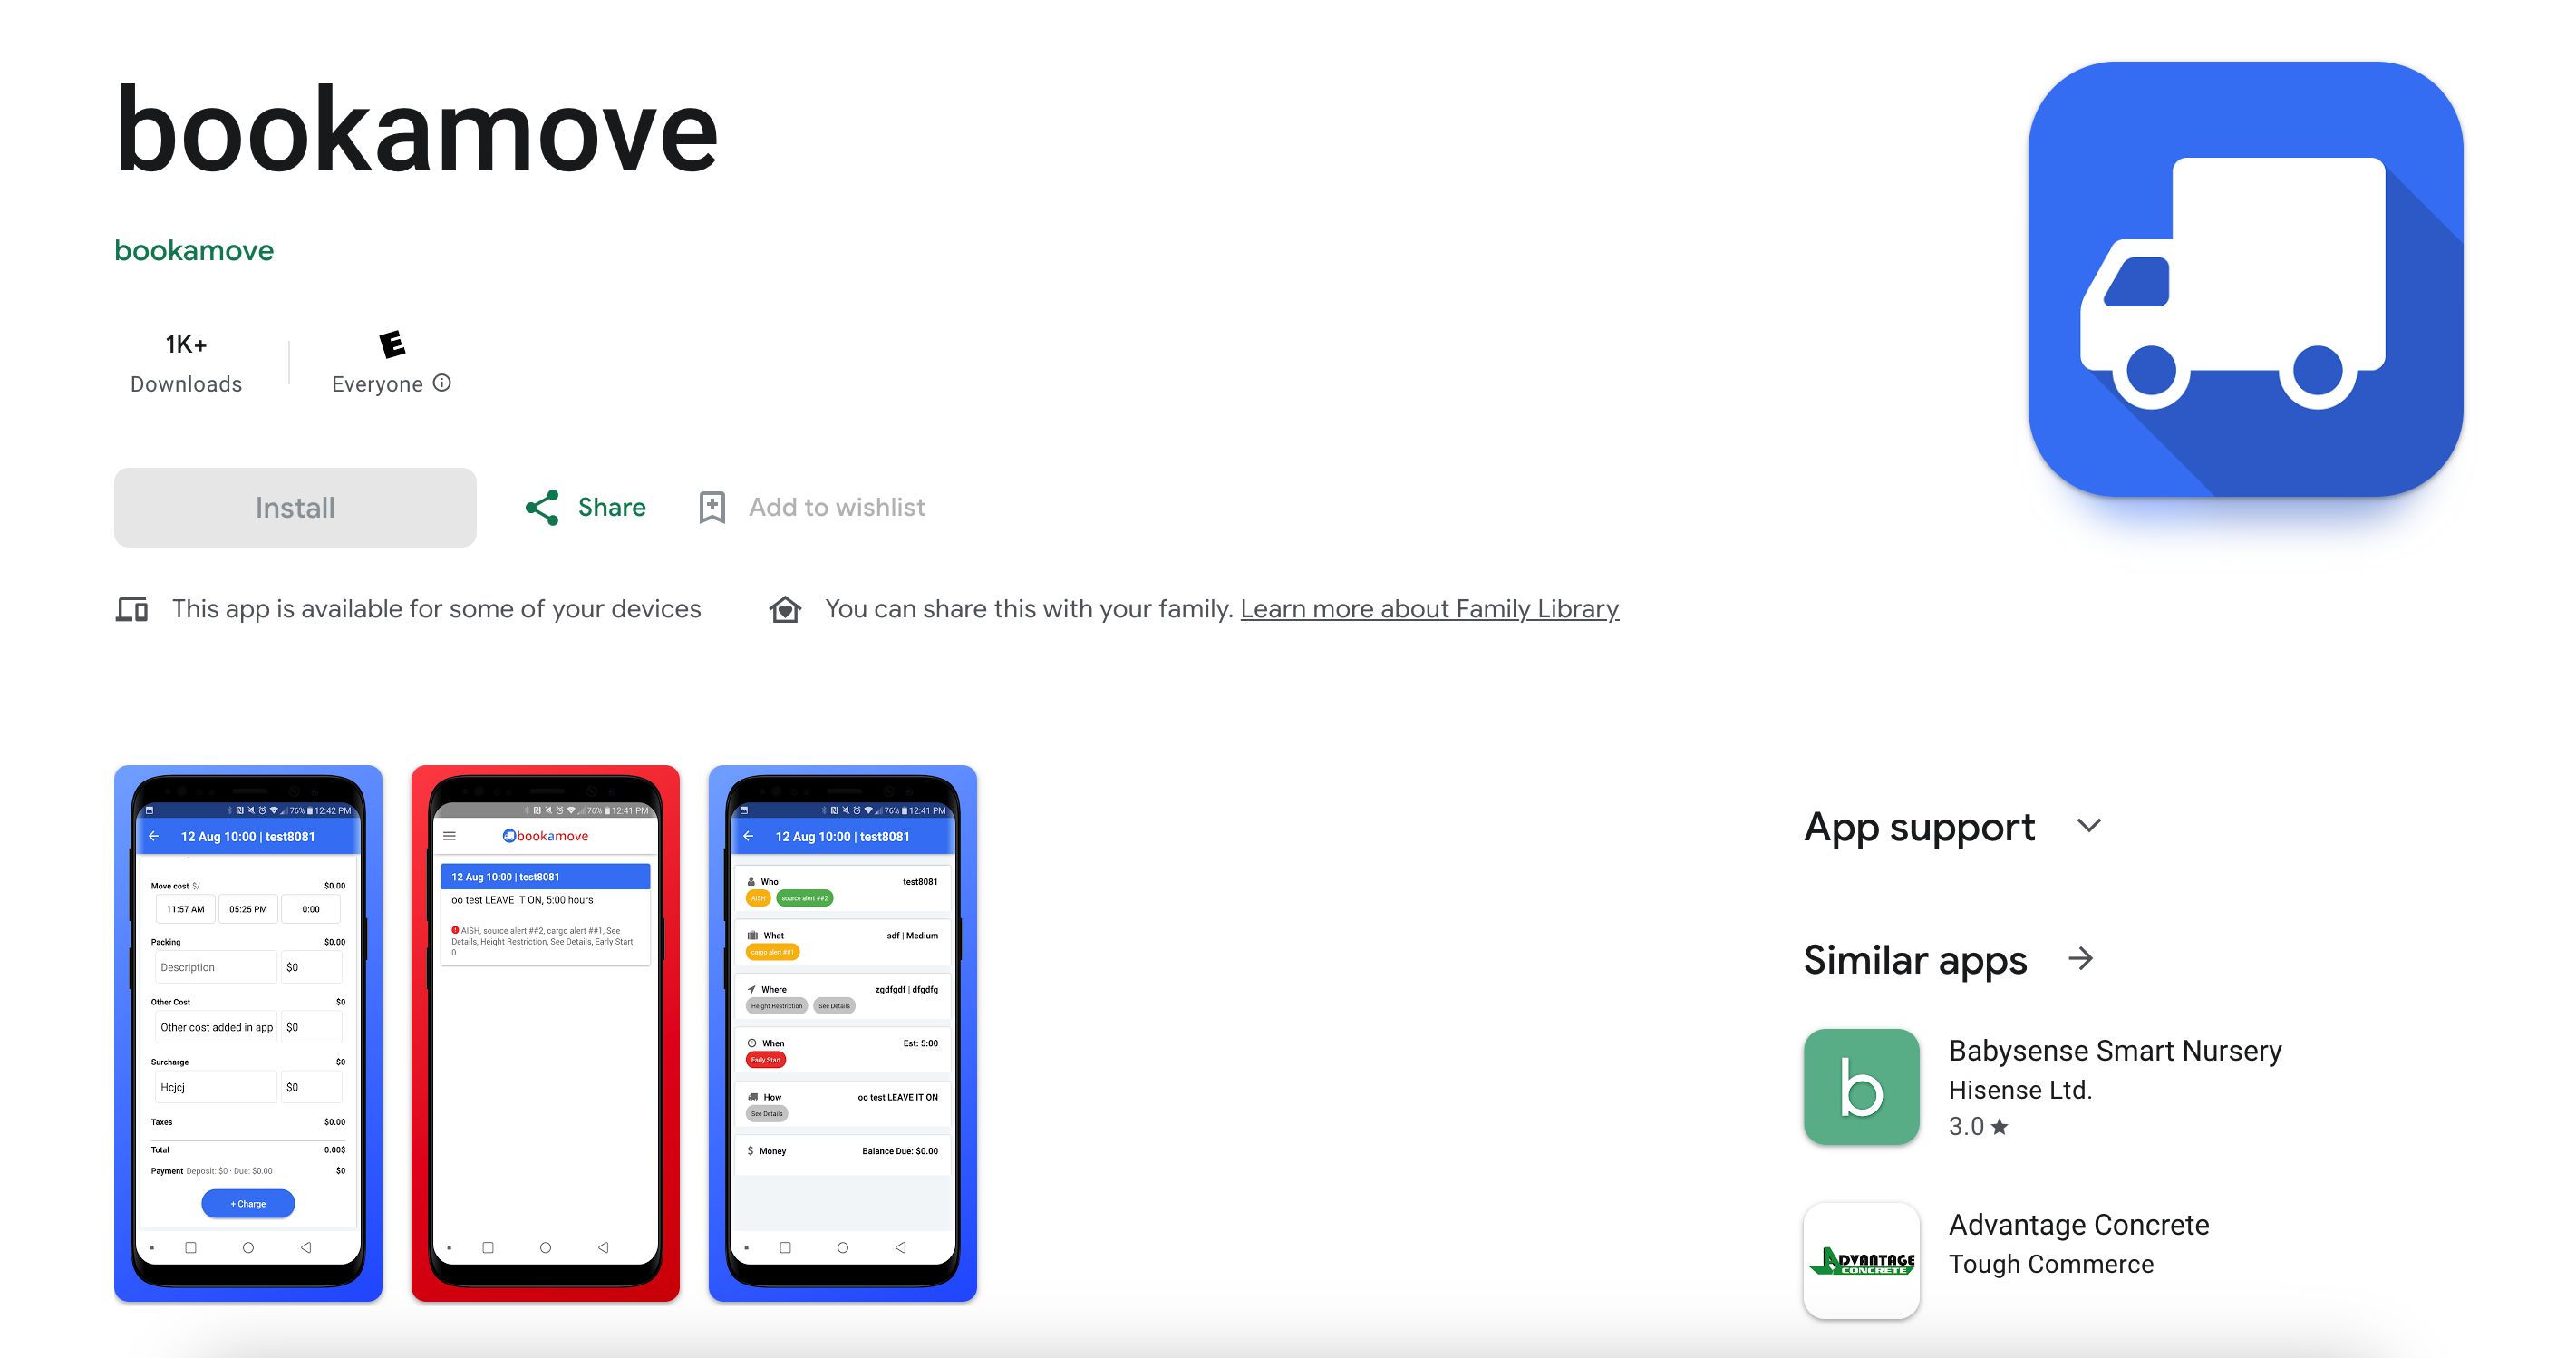 bookamove
bookamove
1K+
Downloads
E
Everyone
Install
Share
Add to wishlist
This app is available for some of your devices
You can share this with your family. Learn more about Family Library
76% 12:42 PM
12 Aug 10:00 | test8081
Move cost $/ $0.00
11:57 AM 05:25 PM 0:00
Packing $0.00
Description $0
Other Cost $0
Other cost added in app $0
Surcharge $0
Hcjcj $0
Taxes $0.00
Total 0.00$
Payment Deposit: $0 · Due: $0.00 $0
+ Charge
76% 12:41 PM
bookamove
12 Aug 10:00 | test8081
oo test LEAVE IT ON, 5:00 hours
AISH, source alert ##2, cargo alert ##1, See
Details, Height Restriction, See Details, Early Start,
0
76% 12:41 PM
12 Aug 10:00 | test8081
Who test8081
AISH source alert ##2
What sdf | Medium
cargo alert ##1
Where zgdfgdf | dfgdfg
Height Restriction See Details
When Est: 5:00
Early Start
How oo test LEAVE IT ON
See Details
$ Money Balance Due: $0.00
App support
Similar apps
b
Babysense Smart Nursery
Hisense Ltd.
3.0
ADVANTAGE
CONCRETE
Advantage Concrete
Tough Commerce